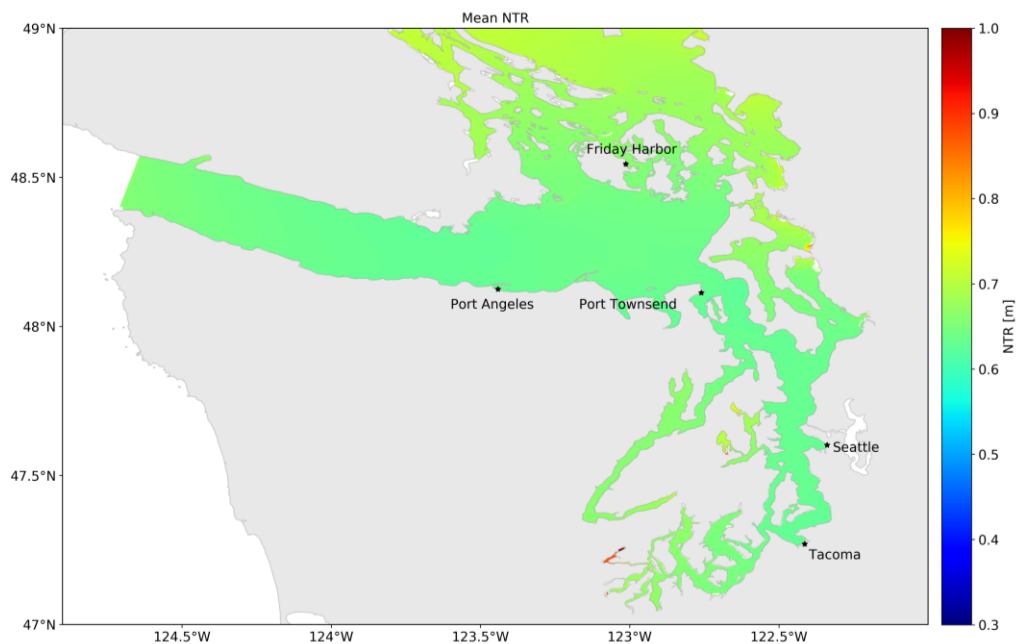 Mean NTR
49°N
48.5°N
48°N
47.5°N
47°N
124.5°W
124°W
123.5°W
123°W
122.5°W
Friday Harbor
Port Angeles
Port Townsend
Seattle
Tacoma
1.0
0.9
0.8
0.7
0.6
0.5
0.4
0.3
NTR [m]